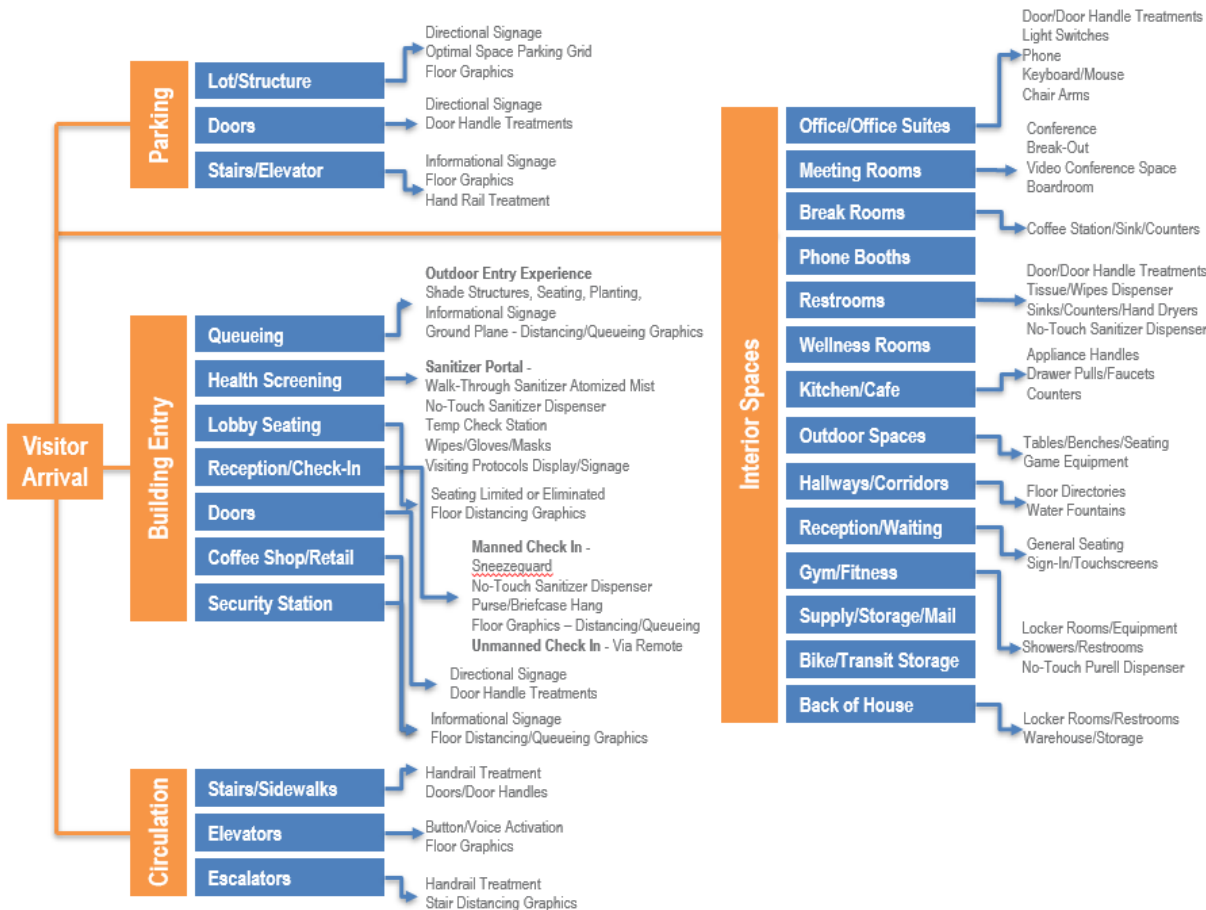 Visitor
Arrival
Parking
Lot/Structure
Directional Signage
Optimal Space Parking Grid
Floor Graphics
Doors
Directional Signage
Door Handle Treatments
Stairs/Elevator
Informational Signage
Floor Graphics
Hand Rail Treatment
Building Entry
Queueing
Outdoor Entry Experience
Shade Structures, Seating, Planting,
Informational Signage
Ground Plane - Distancing/Queueing Graphics
Health Screening
Sanitizer Portal -
Walk-Through Sanitizer Atomized Mist
No-Touch Sanitizer Dispenser
Temp Check Station
Wipes/Gloves/Masks
Visiting Protocols Display/Signage
Lobby Seating
Seating Limited or Eliminated
Floor Distancing Graphics
Reception/Check-In
Manned Check In -
Sneezeguard
No-Touch Sanitizer Dispenser
Purse/Briefcase Hang
Floor Graphics – Distancing/Queueing
Unmanned Check In - Via Remote
Doors
Directional Signage
Door Handle Treatments
Coffee Shop/Retail
Security Station
Informational Signage
Floor Distancing/Queueing Graphics
Circulation
Stairs/Sidewalks
Handrail Treatment
Doors/Door Handles
Elevators
Button/Voice Activation
Floor Graphics
Escalators
Handrail Treatment
Stair Distancing Graphics
Interior Spaces
Office/Office Suites
Door/Door Handle Treatments
Light Switches
Phone
Keyboard/Mouse
Chair Arms
Meeting Rooms
Conference
Break-Out
Video Conference Space
Boardroom
Break Rooms
Coffee Station/Sink/Counters
Phone Booths
Restrooms
Door/Door Handle Treatments
Tissue/Wipes Dispenser
Sinks/Counters/Hand Dryers
No-Touch Sanitizer Dispenser
Wellness Rooms
Kitchen/Cafe
Appliance Handles
Drawer Pulls/Faucets
Counters
Outdoor Spaces
Tables/Benches/Seating
Game Equipment
Hallways/Corridors
Floor Directories
Water Fountains
Reception/Waiting
General Seating
Sign-In/Touchscreens
Gym/Fitness
Locker Rooms/Equipment
Showers/Restrooms
No-Touch Purell Dispenser
Supply/Storage/Mail
Bike/Transit Storage
Back of House
Locker Rooms/Restrooms
Warehouse/Storage